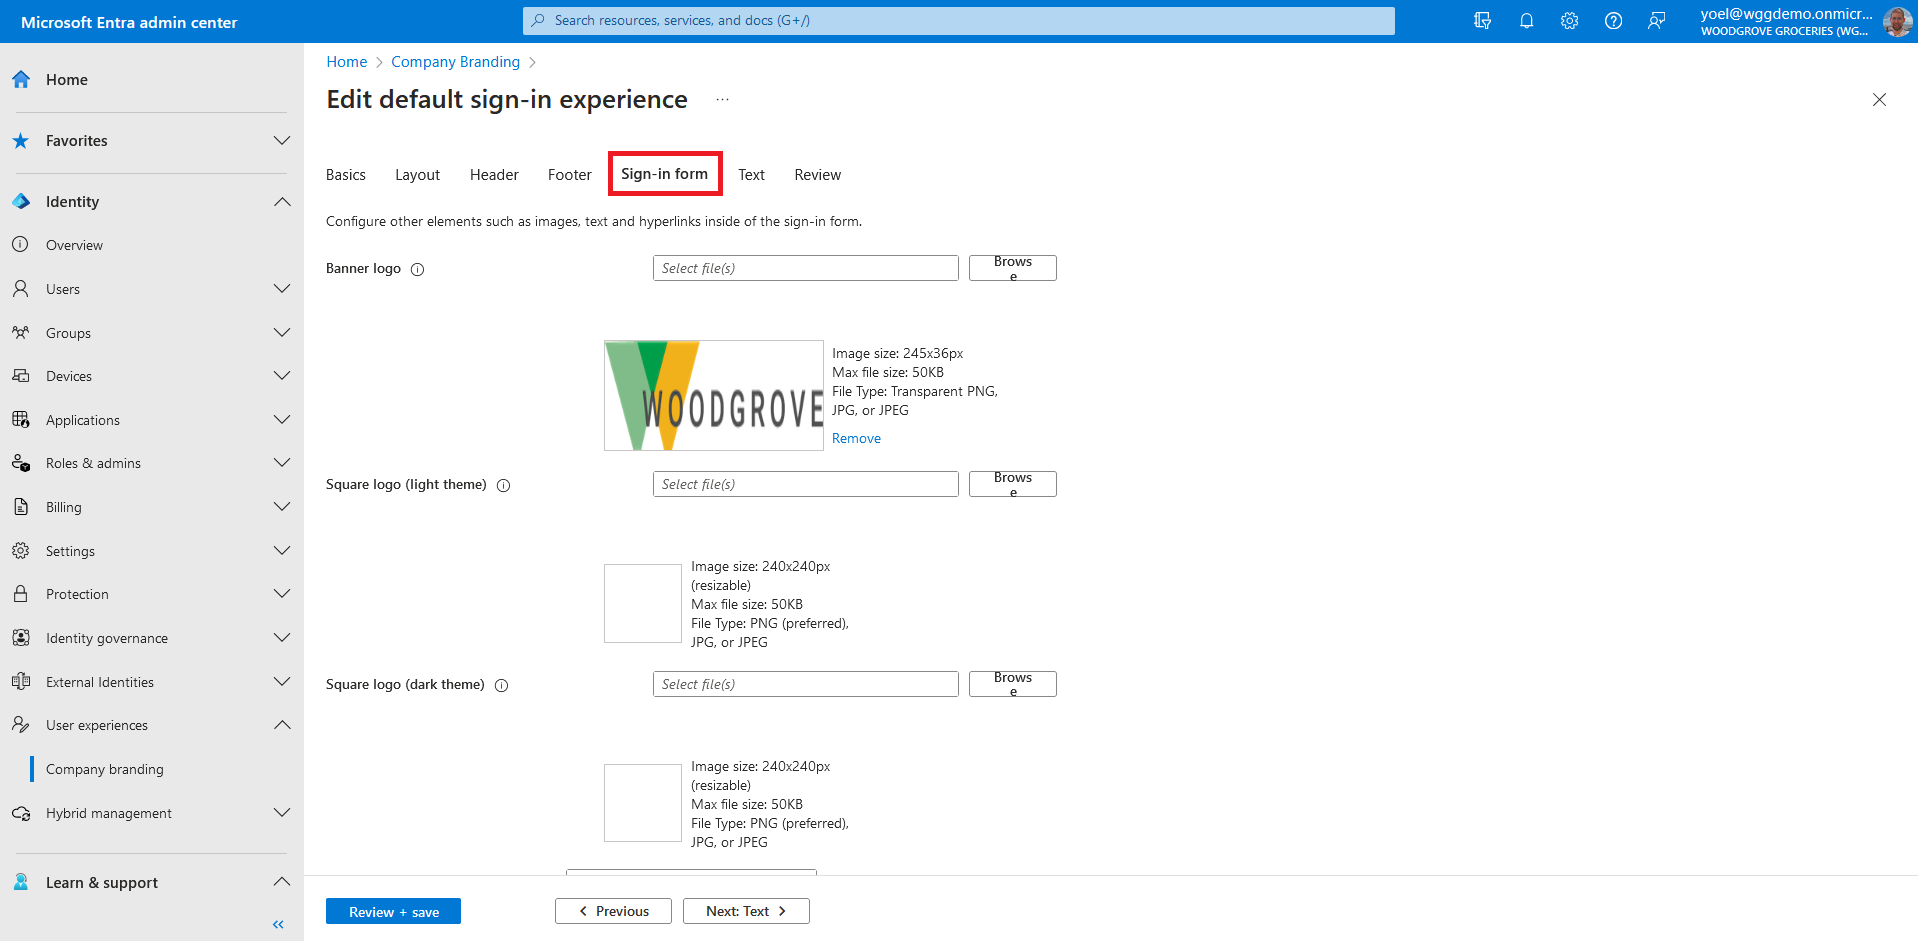 Microsoft Entra admin center
Search resources, services, and docs (G+/)
yoel@wggdemo.onmicr...
WOODGROVE GROCERIES (WG...
Home
Favorites
Identity
Overview
Users
Groups
Devices
Applications
Roles & admins
Billing
Settings
Protection
Identity governance
External Identities
User experiences
Company branding
Hybrid management
Learn & support
Home > Company Branding >
Edit default sign-in experience ...
Basics Layout Header Footer Sign-in form Text Review
Configure other elements such as images, text and hyperlinks inside of the sign-in form.
Banner logo
Select file(s)
Brows
e
WOODGROVE
Image size: 245x36px
Max file size: 50KB
File Type: Transparent PNG,
JPG, or JPEG
Remove
Square logo (light theme)
Select file(s)
Brows
e
Image size: 240x240px
(resizable)
Max file size: 50KB
File Type: PNG (preferred),
JPG, or JPEG
Square logo (dark theme)
Select file(s)
Brows
e
Image size: 240x240px
(resizable)
Max file size: 50KB
File Type: PNG (preferred),
JPG, or JPEG
Review + save
< Previous
Next: Text >